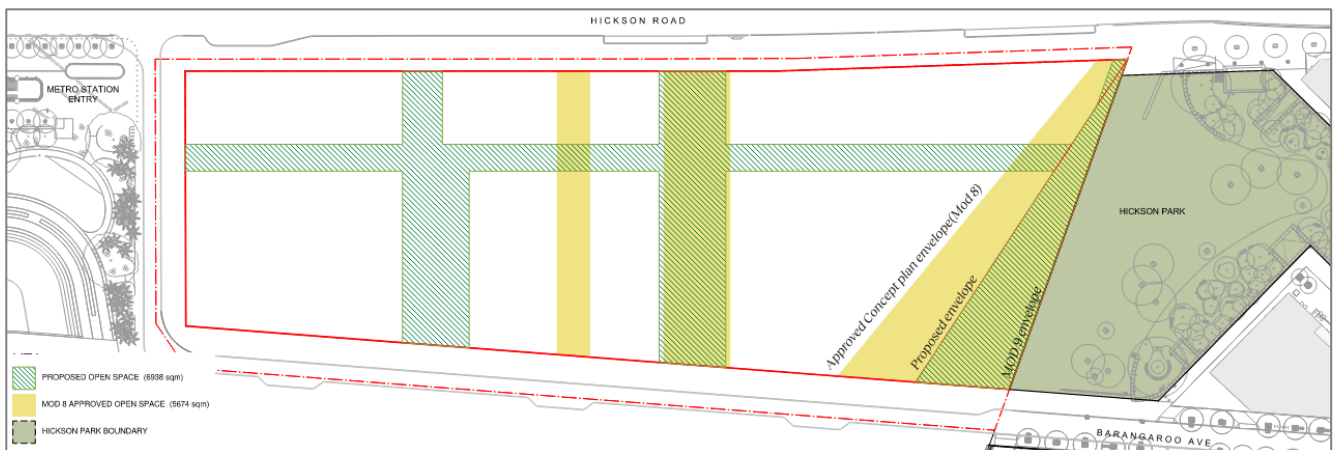 HICKSON ROAD
METRO STATION
ENTRY
Approved Concept plan envelope(Mod 8)
Proposed envelope
MOD 9 envelope
HICKSON PARK
PROPOSED OPEN SPACE (6938 sqm)
MOD 8 APPROVED OPEN SPACE (5674 sqm)
HICKSON PARK BOUNDARY
BARANGAROO AVE